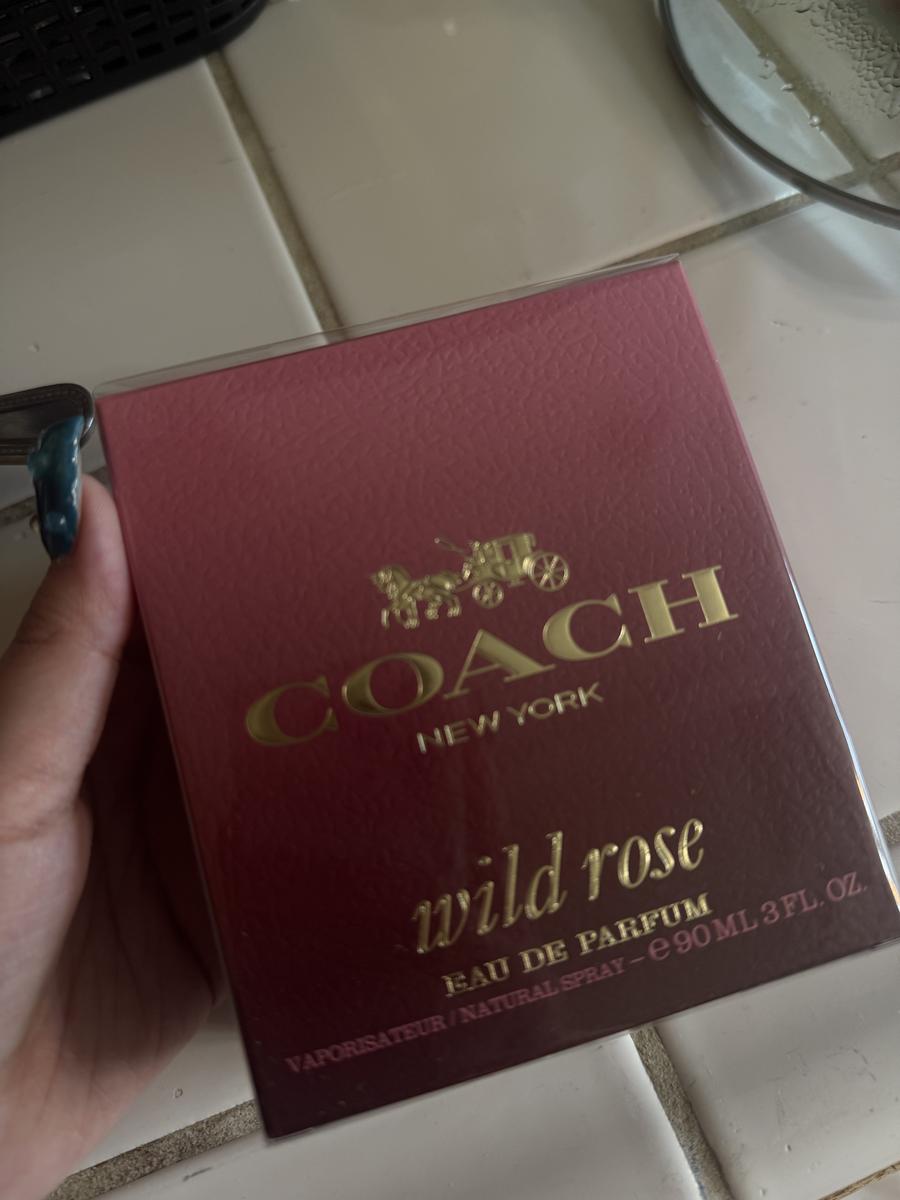 COACH
NEW YORK
wild rose
EAU DE PARFUM
VAPORISATEUR / NATURAL SPRAY – ℮ 90 ML 3 FL. OZ.